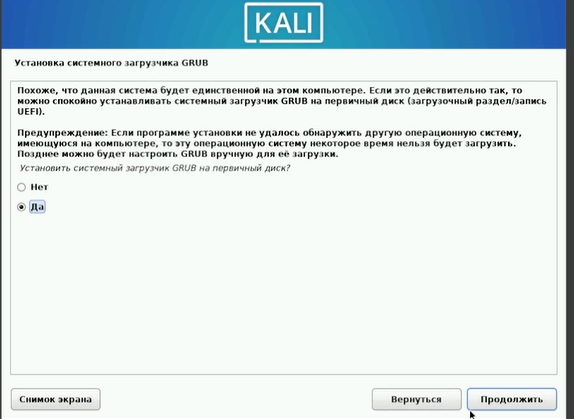 KALI
Установка системного загрузчика GRUB
Похоже, что данная система будет единственной на этом компьютере. Если это действительно так, то
можно спокойно устанавливать системный загрузчик GRUB на первичный диск (загрузочный раздел/запись
UEFI).
Предупреждение: Если программе установки не удалось обнаружить другую операционную систему,
имеющуюся на компьютере, то эту операционную систему некоторое время нельзя будет загрузить.
Позднее можно будет настроить GRUB вручную для её загрузки.
Установить системный загрузчик GRUB на первичный диск?
Нет
Да
Снимок экрана
Вернуться
Продолжить